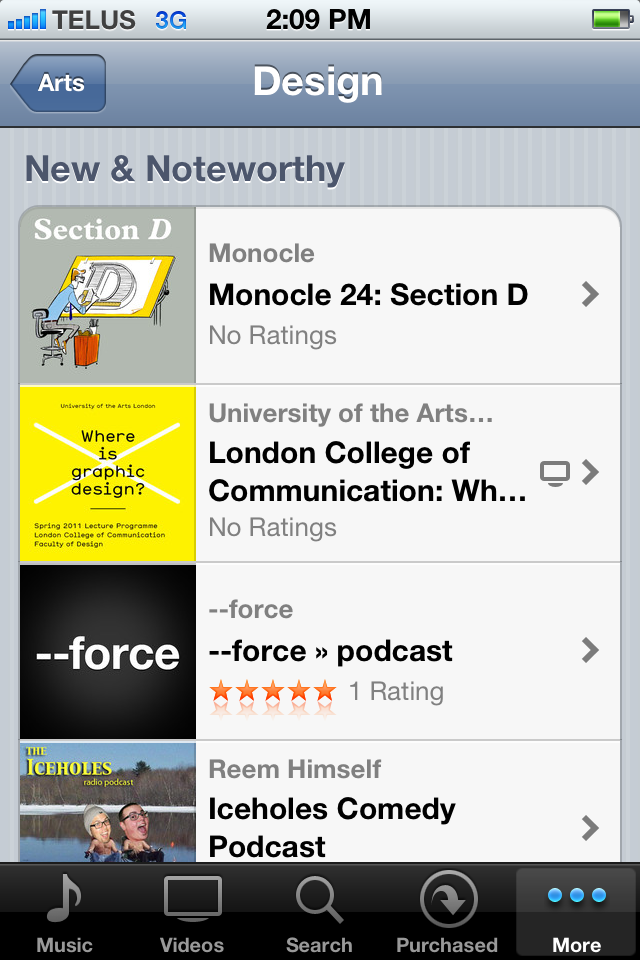 TELUS 3G 2:09 PM
Arts
Design
New & Noteworthy
Section D
Monocle
Monocle 24: Section D
No Ratings
University of the Arts London
Where
is
graphic
design?
Spring 2011 Lecture Programme
London College of Communication
Faculty of Design
University of the Arts…
London College of
Communication: Wh…
No Ratings
--force
--force
--force » podcast
1 Rating
THE
ICEHOLES
radio podcast
Reem Himself
Iceholes Comedy
Podcast
Music Videos Search Purchased More